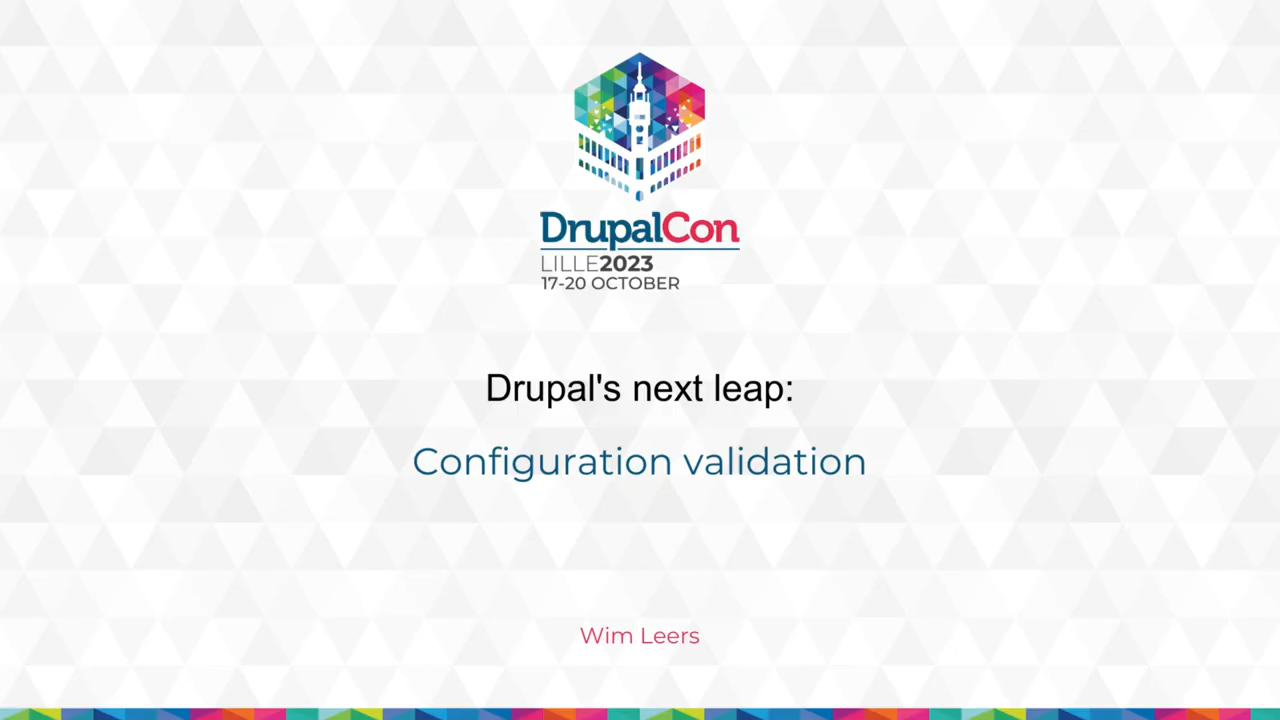 DrupalCon
LILLE2023
17-20 OCTOBER
Drupal's next leap:
Configuration validation
Wim Leers